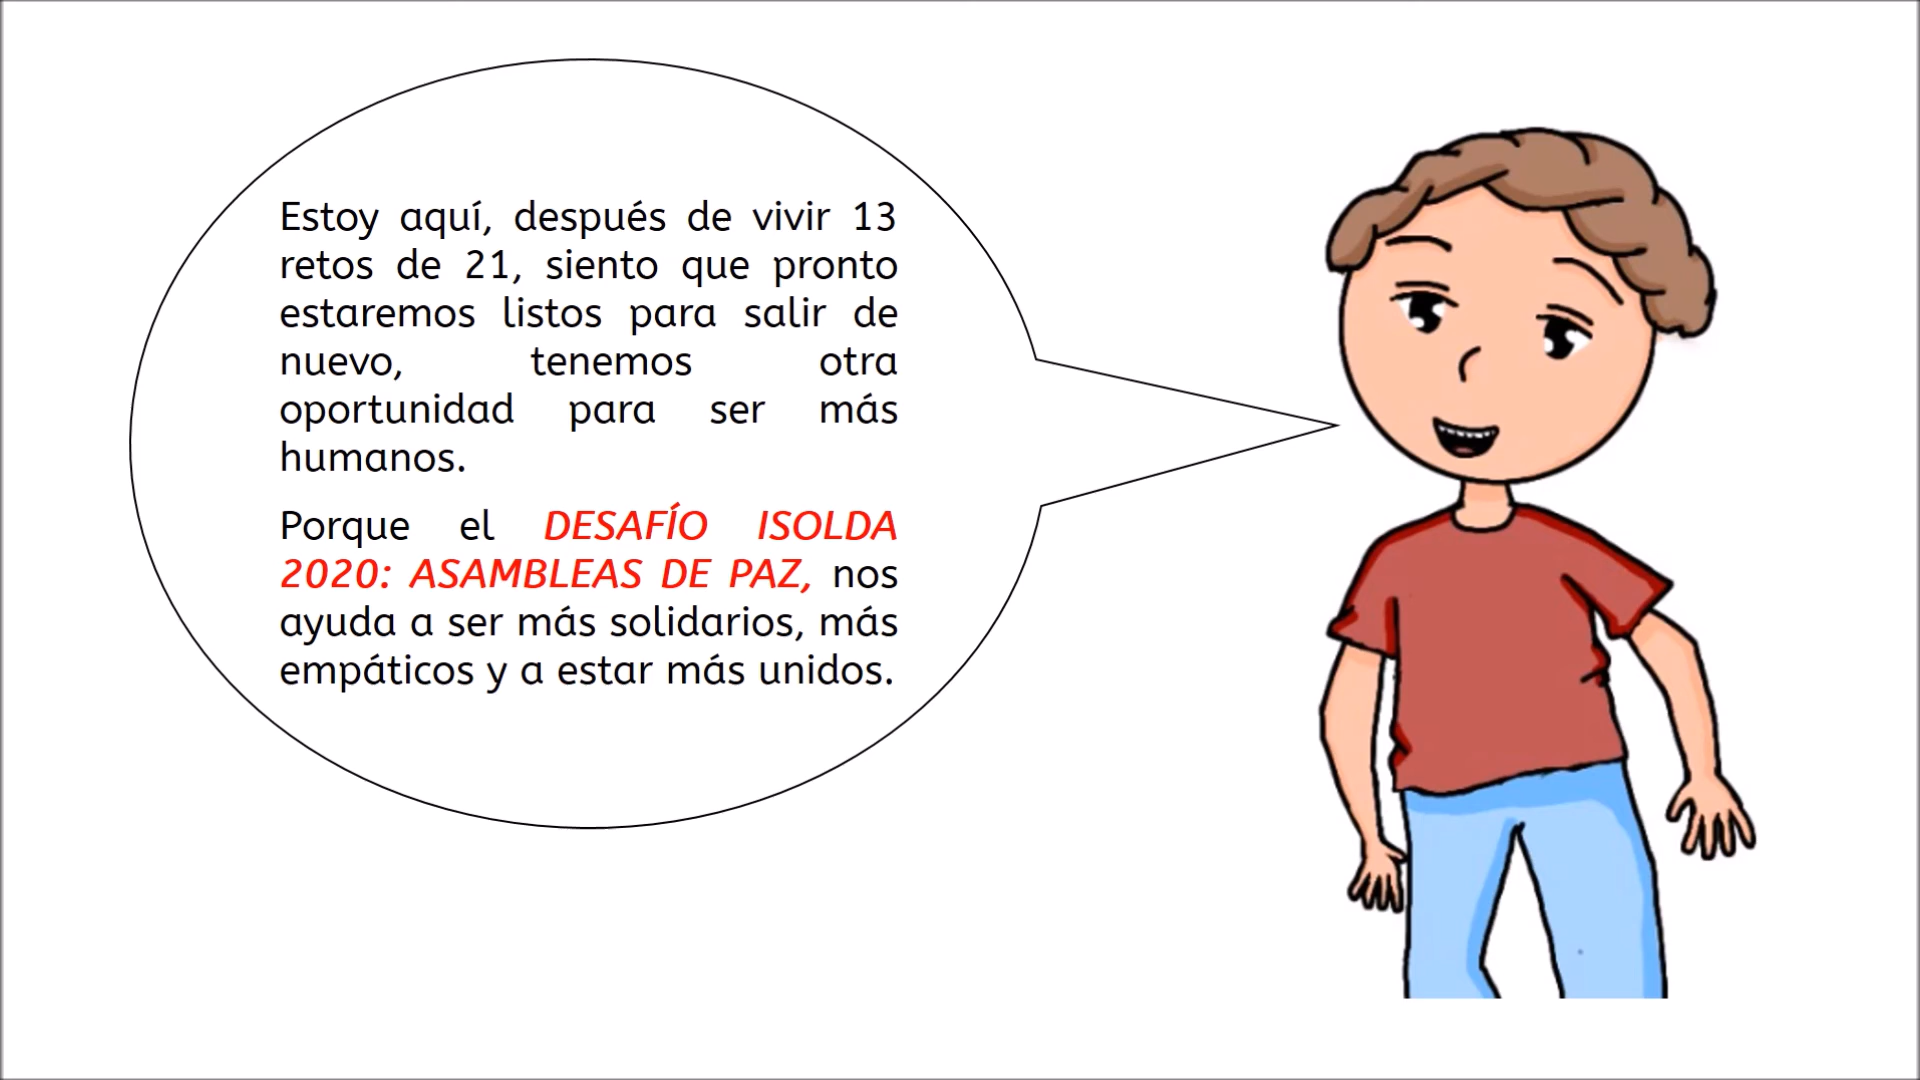 Estoy aquí, después de vivir 13
retos de 21, siento que pronto
estaremos listos para salir de
nuevo, tenemos otra
oportunidad para ser más
humanos.
Porque el DESAFÍO ISOLDA
2020: ASAMBLEAS DE PAZ, nos
ayuda a ser más solidarios, más
empáticos y a estar más unidos.